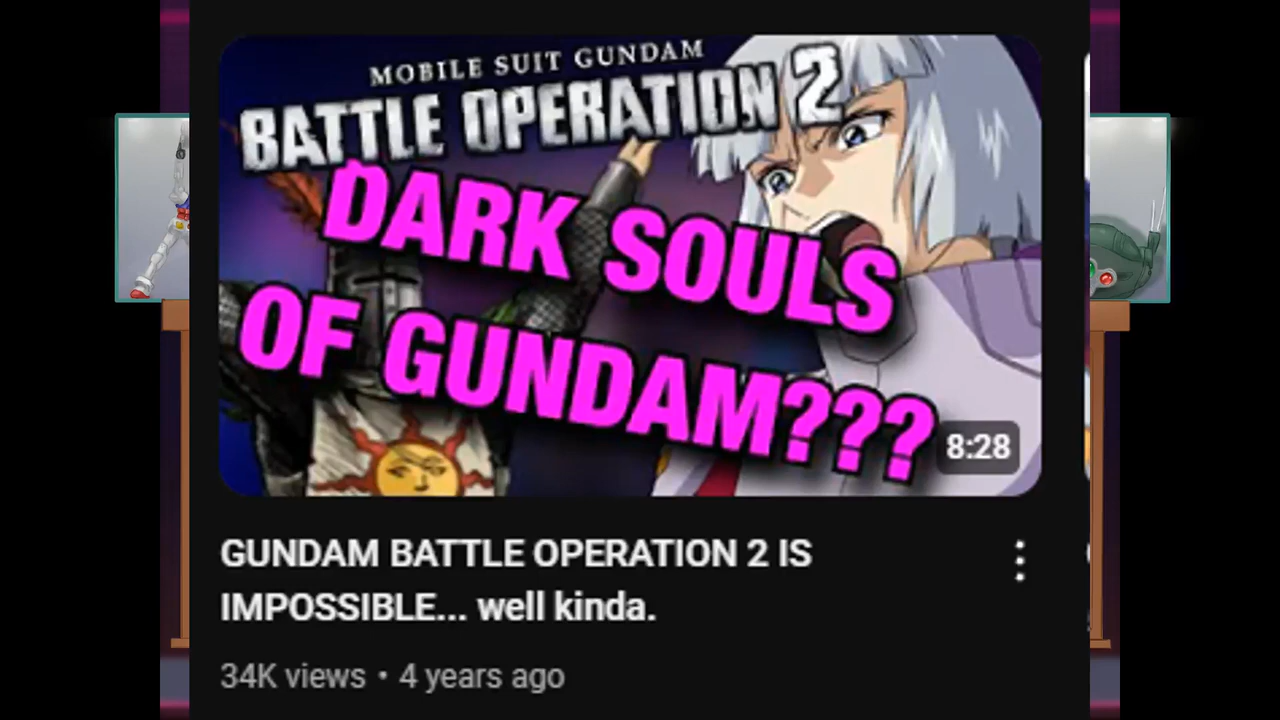 MOBILE SUIT GUNDAM
BATTLE OPERATION 2
DARK SOULS
OF GUNDAM???
8:28
GUNDAM BATTLE OPERATION 2 IS
IMPOSSIBLE... well kinda.
34K views • 4 years ago